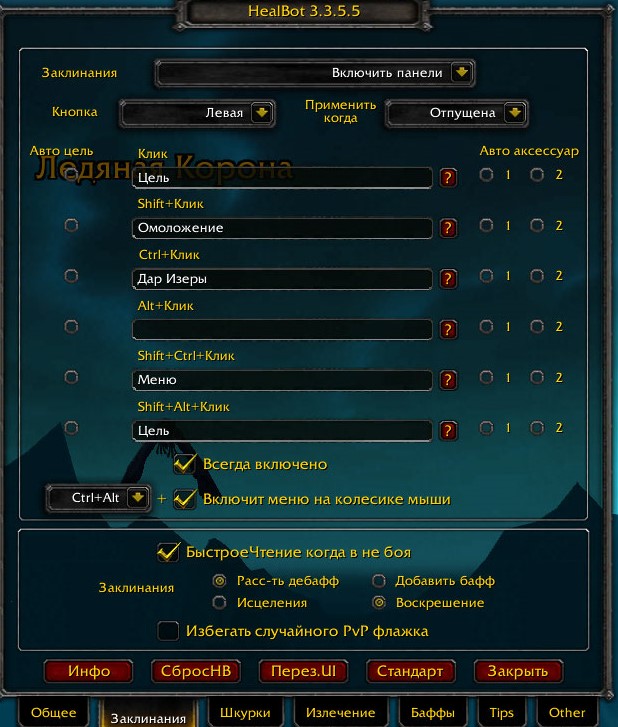 HealBot 3.3.5.5
Заклинания Включить панели
Кнопка Левая Применить когда Отпущена
Авто цель Авто аксессуар
Ледяная Корона
Клик
Цель ? 1 2
Shift+Клик
Омоложение ? 1 2
Ctrl+Клик
Дар Изеры ? 1 2
Alt+Клик
? 1 2
Shift+Ctrl+Клик
Меню ? 1 2
Shift+Alt+Клик
Цель ? 1 2
Всегда включено
Ctrl+Alt + Включит меню на колесике мыши
БыстроеЧтение когда в не боя
Заклинания Расс-ть дебафф Добавить бафф
Исцеления Воскрешение
Избегать случайного PvP флажка
Инфо СбросHB Перез.UI Стандарт Закрыть
Общее Заклинания Шкурки Излечение Баффы Tips Other